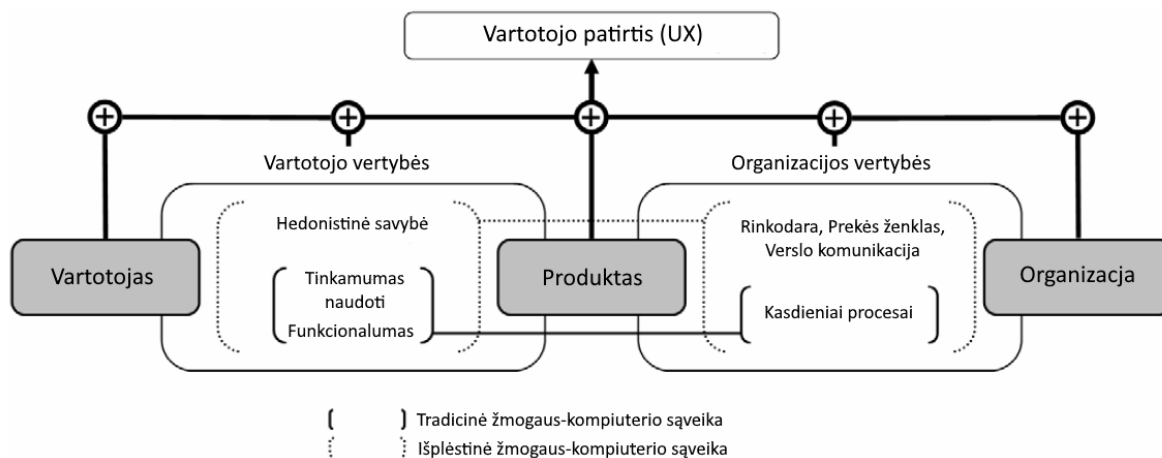 Vartotojo patirtis (UX)
Vartotojo vertybės
Organizacijos vertybės
Hedonistinė savybė
Rinkodara, Prekės ženklas,
Verslo komunikacija
Vartotojas
Tinkamumas
naudoti
Funkcionalumas
Produktas
Kasdieniai procesai
Organizacja
Tradicinė žmogaus-kompiuterio sąveika
Išplėstinė žmogaus-kompiuterio sąveika